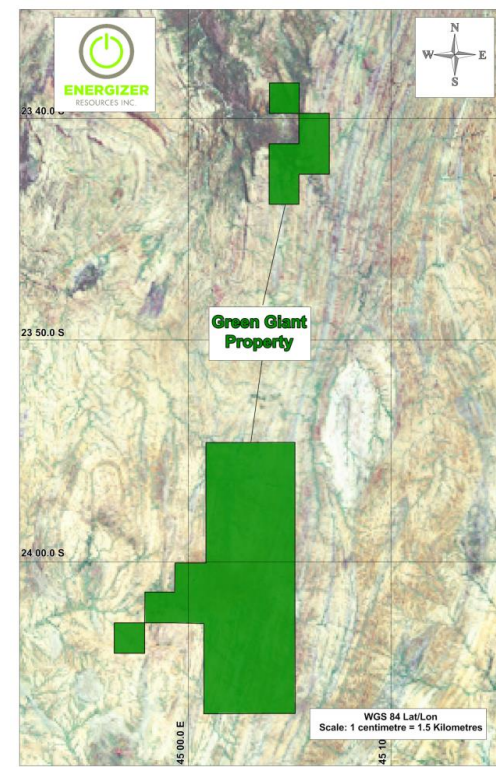 ENERGIZER
RESOURCES INC.
N
W E
S
23 40.0 S
Green Giant
Property
23 50.0 S
24 00.0 S
WGS 84 Lat/Lon
Scale: 1 centimetre = 1.5 Kilometres
45 00.0 E
45 10